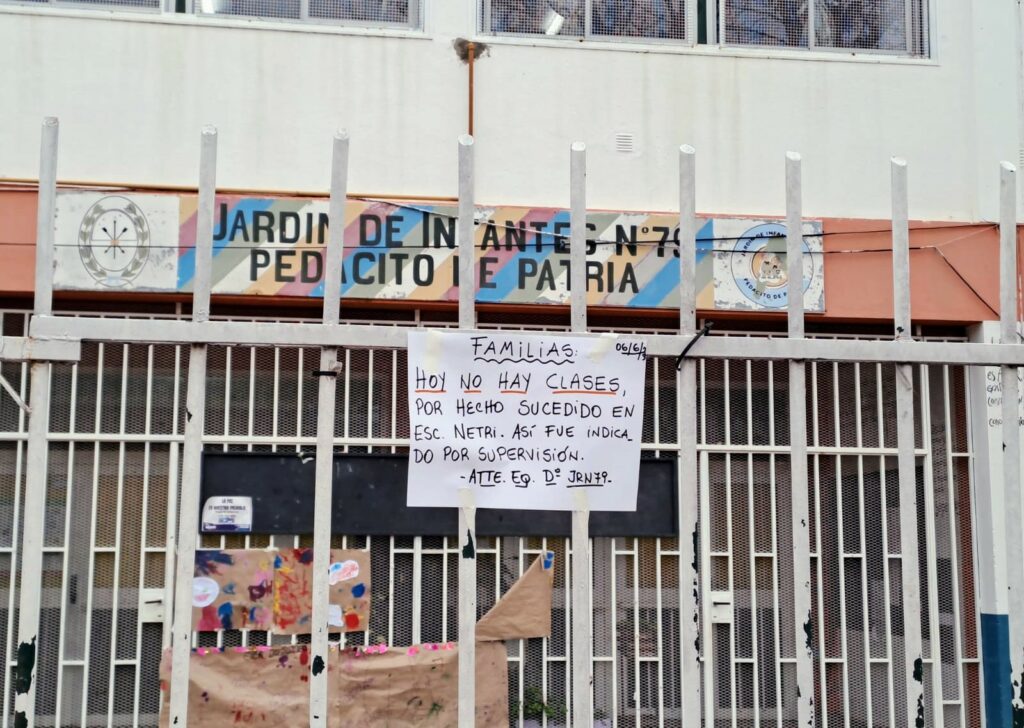 JARDIN DE INFANTES N°79
PEDACITO DE PATRIA
FAMILIAS: 06/6/
HOY NO HAY CLASES,
POR HECHO SUCEDIDO EN
ESC. NETRI. ASÍ FUE INDICA_
DO POR SUPERVISIÓN.
-ATTE. EQ. Dº JRN79-